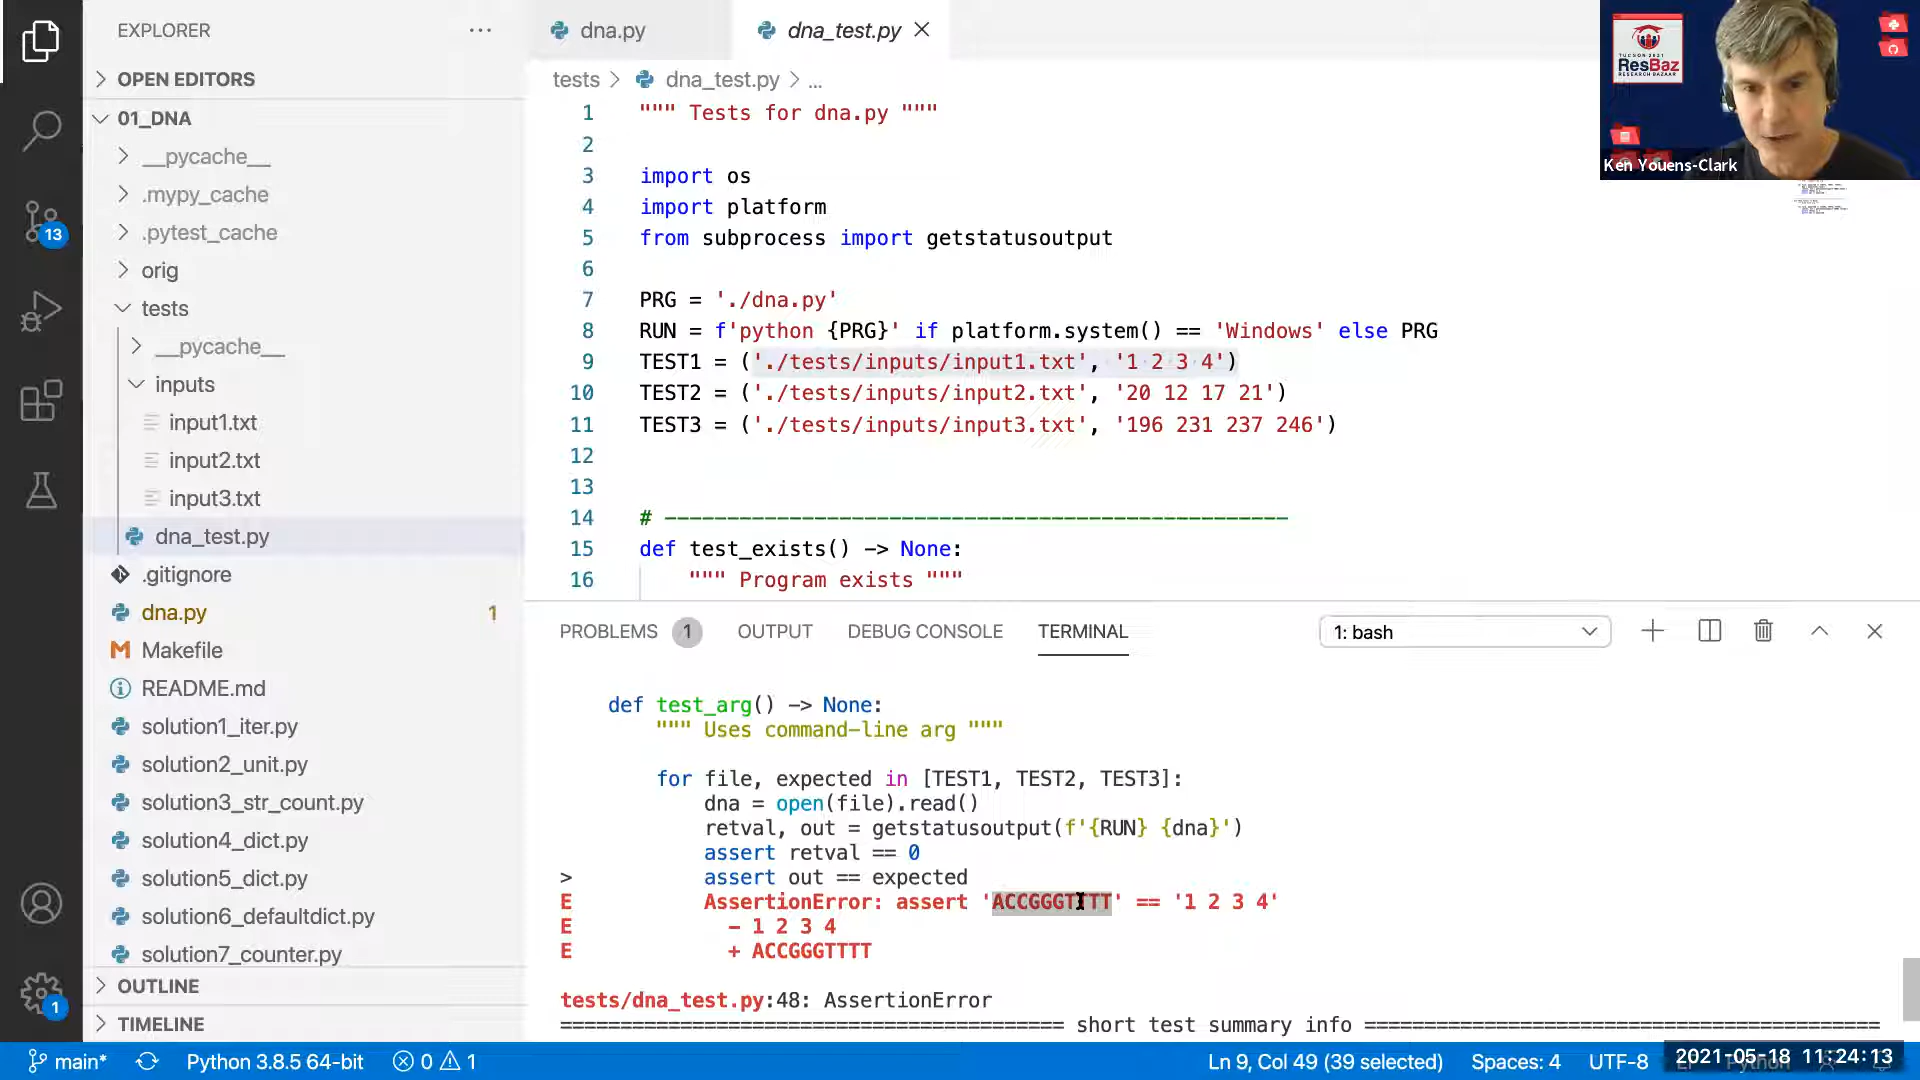 EXPLORER
OPEN EDITORS
01_DNA
__pycache__
.mypy_cache
.pytest_cache
orig
tests
__pycache__
inputs
input1.txt
input2.txt
input3.txt
dna_test.py
.gitignore
dna.py 1
Makefile
README.md
solution1_iter.py
solution2_unit.py
solution3_str_count.py
solution4_dict.py
solution5_dict.py
solution6_defaultdict.py
solution7_counter.py
OUTLINE
TIMELINE
13
1
dna.py
dna_test.py
tests > dna_test.py > ...
1 """ Tests for dna.py """
2
3 import os
4 import platform
5 from subprocess import getstatusoutput
6
7 PRG = './dna.py'
8 RUN = f'python {PRG}' if platform.system() == 'Windows' else PRG
9 TEST1 = ('./tests/inputs/input1.txt', '1 2 3 4')
10 TEST2 = ('./tests/inputs/input2.txt', '20 12 17 21')
11 TEST3 = ('./tests/inputs/input3.txt', '196 231 237 246')
12
13
14 # --------------------------------------------------
15 def test_exists() -> None:
16 """ Program exists """
PROBLEMS 1 OUTPUT DEBUG CONSOLE TERMINAL 1: bash
def test_arg() -> None:
""" Uses command-line arg """
for file, expected in [TEST1, TEST2, TEST3]:
dna = open(file).read()
retval, out = getstatusoutput(f'{RUN} {dna}')
assert retval == 0
> assert out == expected
E AssertionError: assert 'ACCGGGTTTT' == '1 2 3 4'
E - 1 2 3 4
E + ACCGGGTTTT
tests/dna_test.py:48: AssertionError
========================================== short test summary info ===========================================
main* Python 3.8.5 64-bit 0 1 Ln 9, Col 49 (39 selected) Spaces: 4 UTF-8
2021-05-18 11:24:13
TUCSON 2021
ResBaz
RESEARCH BAZAAR
Ken Youens-Clark